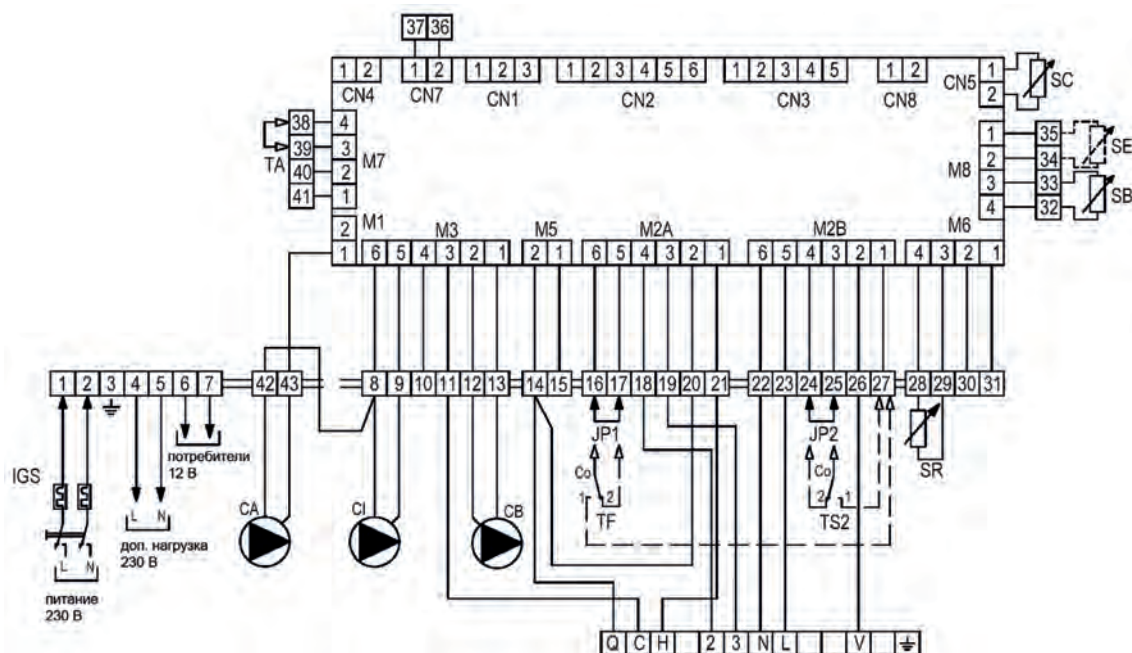 37 36
1 2 1 2 1 2 3 1 2 3 4 5 6 1 2 3 4 5 1 2 1
CN4 CN7 CN1 CN2 CN3 CN8 CN5 2 SC
38 4 1 35
39 3 2 34 SE
TA M7 M8
40 2 3 33
41 1 4 32 SB
M1
2 M3 M5 M2A M2B M6
1 6 5 4 3 2 1 2 1 6 5 4 3 2 1 6 5 4 3 2 1 4 3 2 1
1 2 3 4 5 6 7 42 43 8 9 10 11 12 13 14 15 16 17 18 19 20 21 22 23 24 25 26 27 28 29 30 31
JP1 JP2
потребители
12 В
IGS Co Co SR
1 2 2 1
TF TS2
L N CA CI CB
доп. нагрузка
230 В
L N
питание
230 В
Q C H 2 3 N L V